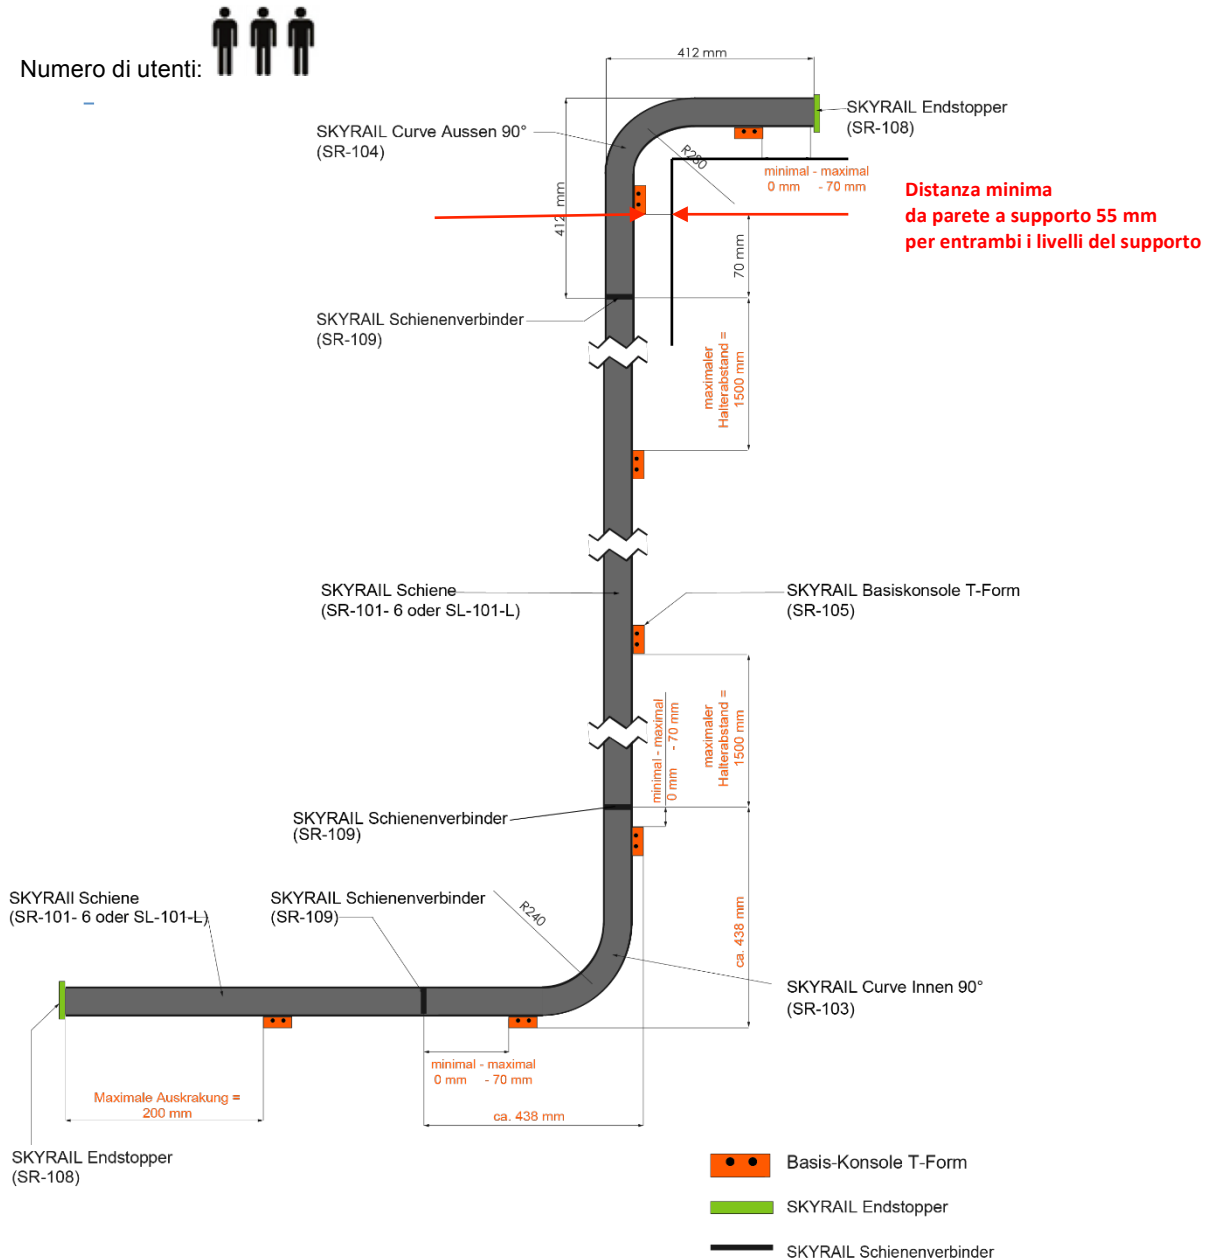 Numero di utenti:
412 mm
SKYRAIL Endstopper
(SR-108)
SKYRAIL Curve Aussen 90°
(SR-104)
R280
minimal - maximal
0 mm - 70 mm
412 mm
Distanza minima
da parete a supporto 55 mm
per entrambi i livelli del supporto
70 mm
SKYRAIL Schienenverbinder
(SR-109)
maximaler
Halterabstand =
1500 mm
SKYRAIL Schiene
(SR-101- 6 oder SL-101-L)
SKYRAIL Basiskonsole T-Form
(SR-105)
minimal - maximal
0 mm - 70 mm
maximaler
Halterabstand =
1500 mm
SKYRAIL Schienenverbinder
(SR-109)
SKYRAIl Schiene
(SR-101- 6 oder SL-101-L)
SKYRAIL Schienenverbinder
(SR-109)
R240
ca. 438 mm
SKYRAIL Curve Innen 90°
(SR-103)
minimal - maximal
0 mm - 70 mm
Maximale Auskrakung =
200 mm
ca. 438 mm
SKYRAIL Endstopper
(SR-108)
Basis-Konsole T-Form
SKYRAIL Endstopper
SKYRAIL Schienenverbinder